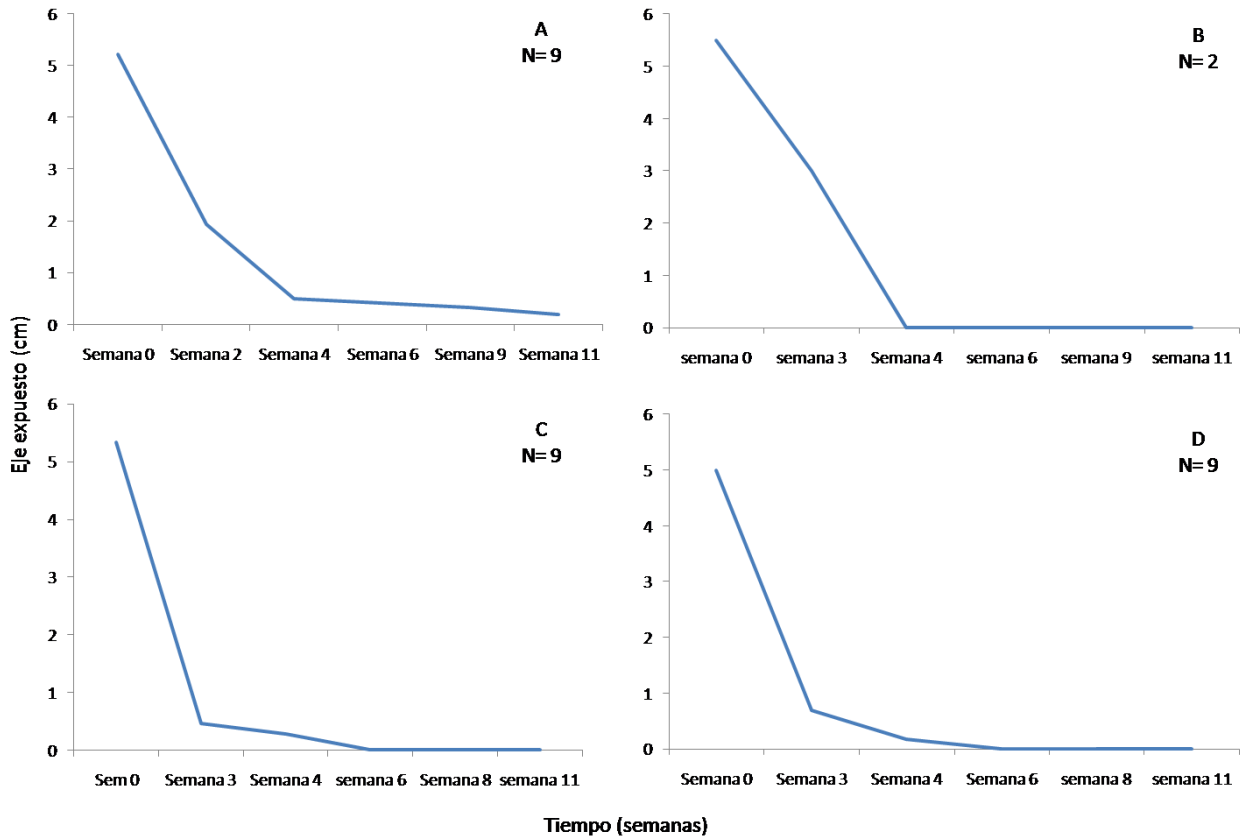 A
N= 9
6
5
4
3
2
1
0
Semana 0 Semana 2 Semana 4 Semana 6 Semana 9 Semana 11
B
N= 2
6
5
4
3
2
1
0
semana 0 semana 3 Semana 4 semana 6 semana 9 semana 11
Eje expuesto (cm)
C
N= 9
6
5
4
3
2
1
0
Sem 0 Semana 3 Semana 4 semana 6 Semana 8 semana 11
D
N= 9
6
5
4
3
2
1
0
Semana 0 Semana 3 Semana 4 Semana 6 semana 8 semana 11
Tiempo (semanas)